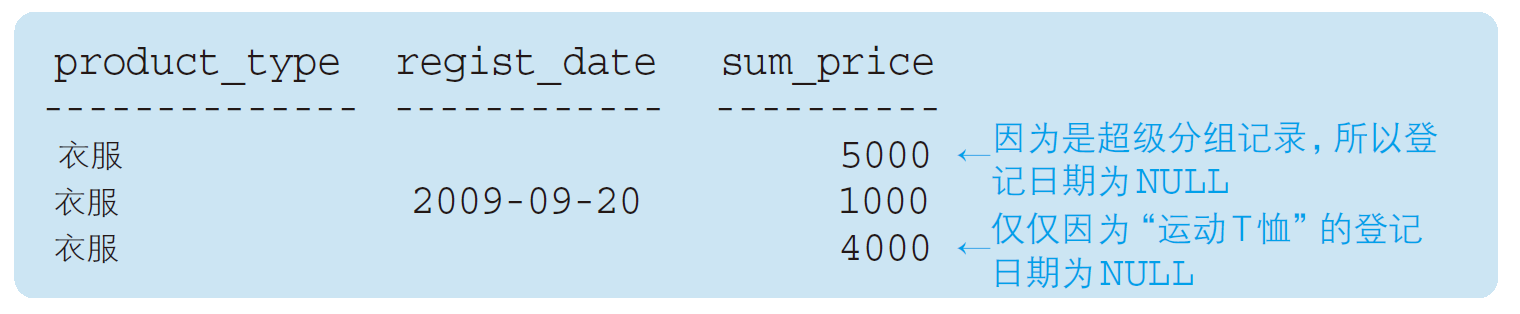 product_type regist_date sum_price
-------------- ------------ ----------
衣服 5000 ←因为是超级分组记录，所以登
记日期为NULL
衣服 2009-09-20 1000
衣服 4000 ←仅仅因为“运动T恤”的登记
日期为NULL